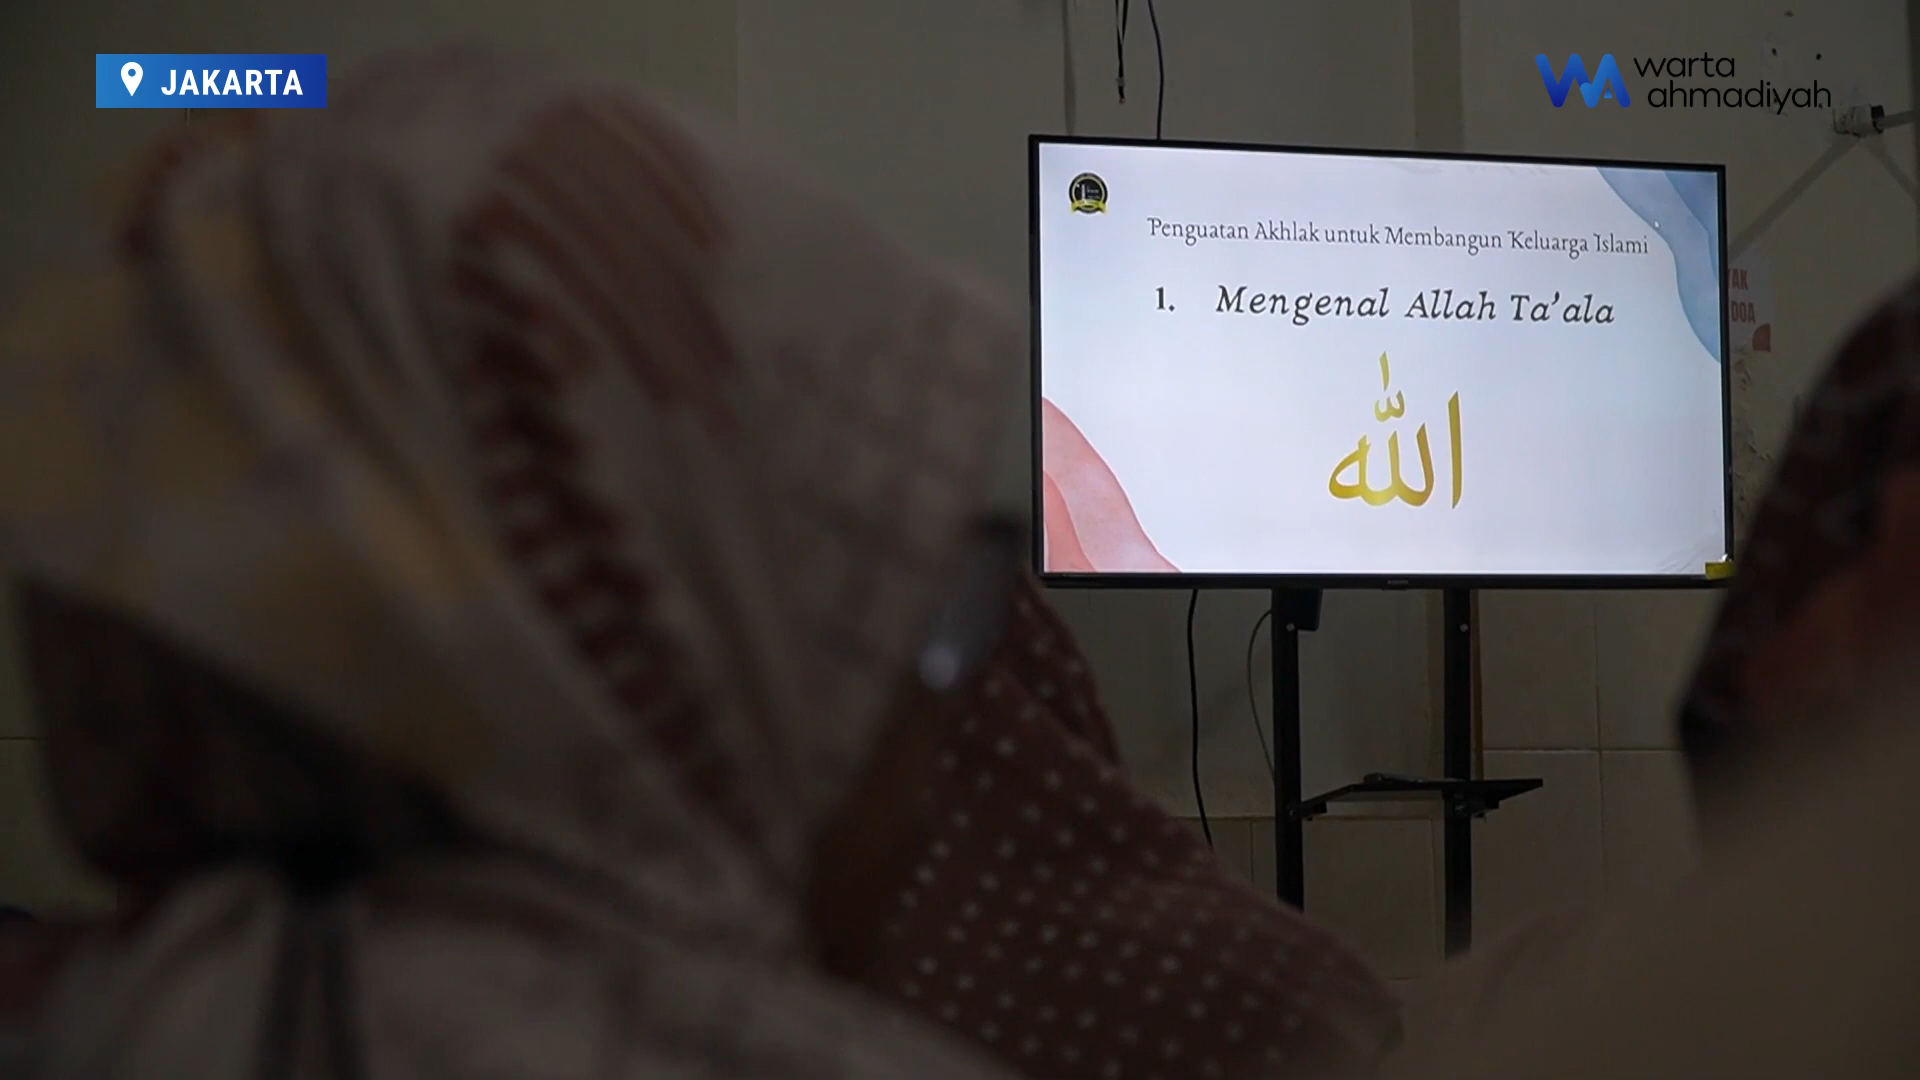 JAKARTA
warta
ahmadiyah
Penguatan Akhlak untuk Membangun Keluarga Islami
1. Mengenal Allah Ta'ala
الله